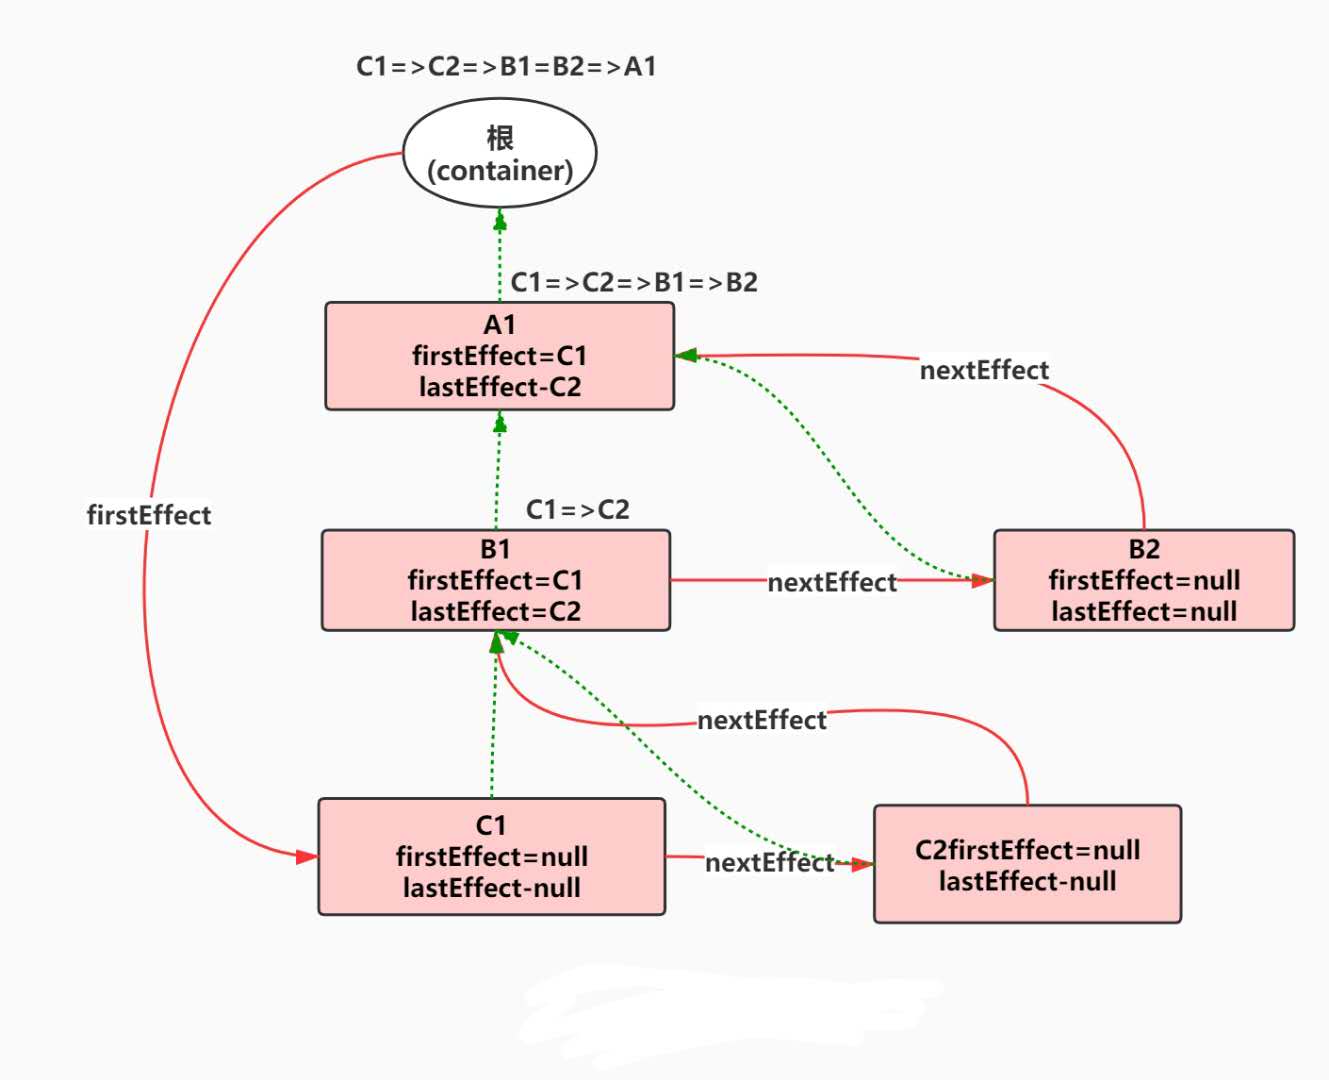 C1=>C2=>B1=B2=>A1
根
(container)
C1=>C2=>B1=>B2
A1
firstEffect=C1
lastEffect-C2
nextEffect
firstEffect
C1=>C2
B1
firstEffect=C1
lastEffect=C2
nextEffect
B2
firstEffect=null
lastEffect=null
nextEffect
C1
firstEffect=null
lastEffect-null
nextEffect
C2firstEffect=null
lastEffect-null